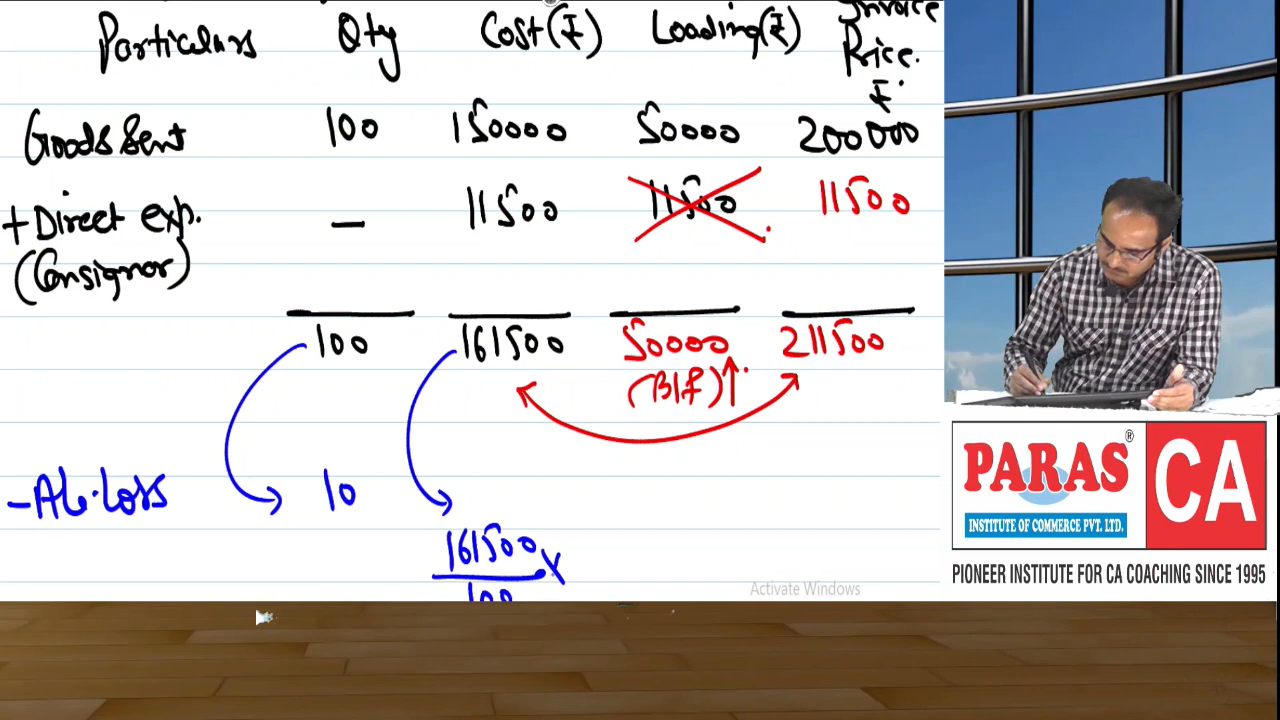 Particulars Qty Cost(₹) Loading(₹) Invoice
Price.
₹.
Goods Sent 100 150000 50000 200000
+Direct exp. — 11500 11500 11500
(Consignor)
100 161500 50000 211500
(B/f)
-Ab. Loss 10
161500 x
100
PARAS®
INSTITUTE OF COMMERCE PVT. LTD.
CA
PIONEER INSTITUTE FOR CA COACHING SINCE 1995
Activate Windows